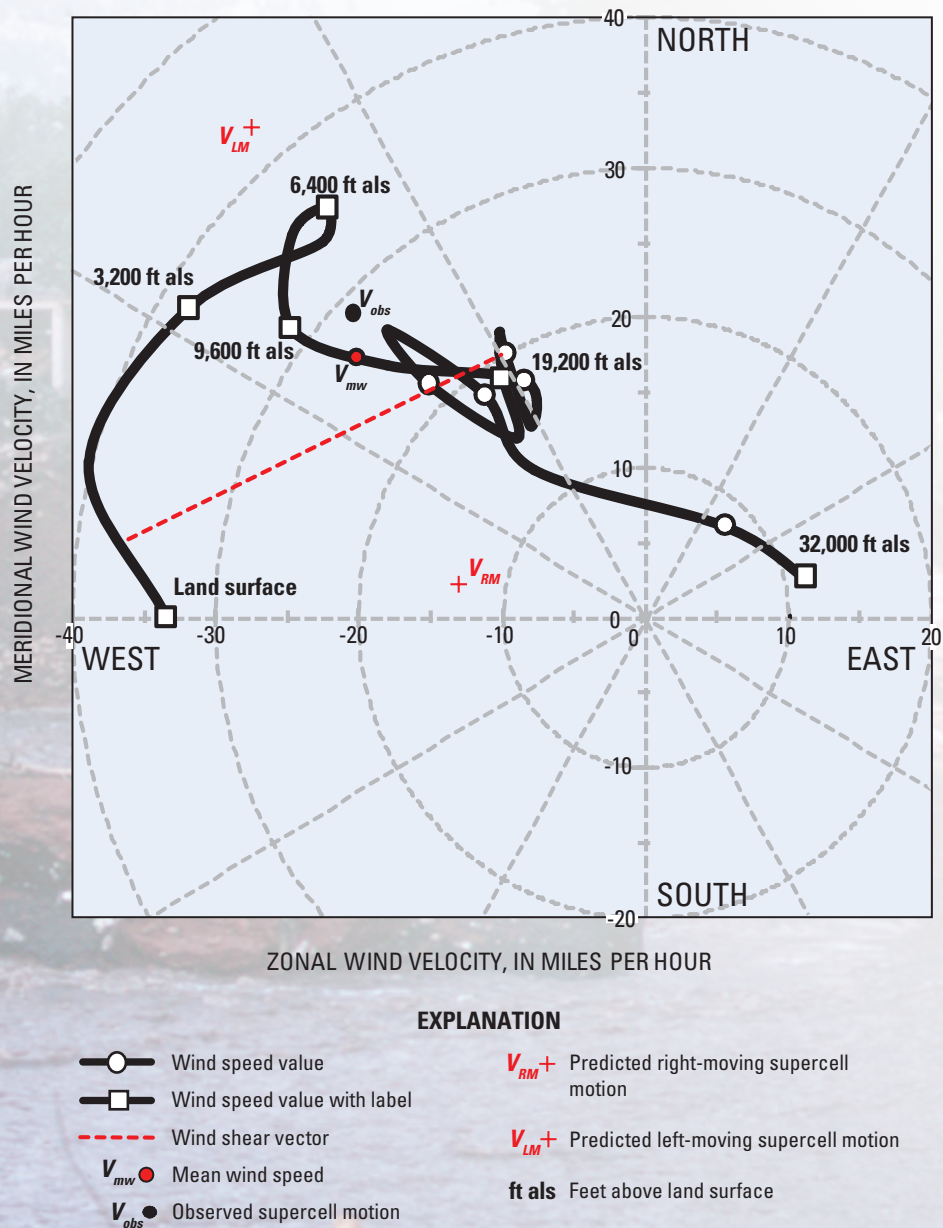 40
NORTH
V_LM
6,400 ft als
30
3,200 ft als
V_obs
20
9,600 ft als
V_mw
19,200 ft als
10
32,000 ft als
V_RM
Land surface
0
-40
-30
-20
-10
0
10
20
WEST
EAST
-10
SOUTH
-20
MERIDIONAL WIND VELOCITY, IN MILES PER HOUR
ZONAL WIND VELOCITY, IN MILES PER HOUR
EXPLANATION
Wind speed value
Wind speed value with label
Wind shear vector
V_mw Mean wind speed
V_obs Observed supercell motion
V_RM + Predicted right-moving supercell
motion
V_LM + Predicted left-moving supercell motion
ft als Feet above land surface